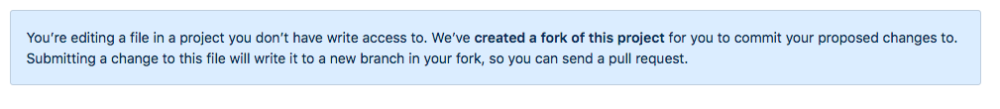 You’re editing a file in a project you don’t have write access to. We’ve created a fork of this project for you to commit your proposed changes to.
Submitting a change to this file will write it to a new branch in your fork, so you can send a pull request.